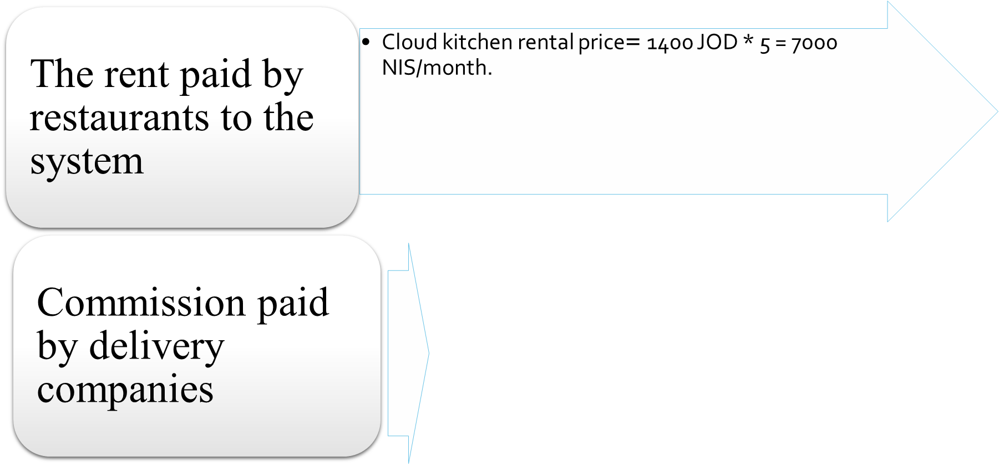 The rent paid by
restaurants to the
system
• Cloud kitchen rental price= 1400 JOD * 5 = 7000
NIS/month.
Commission paid
by delivery
companies